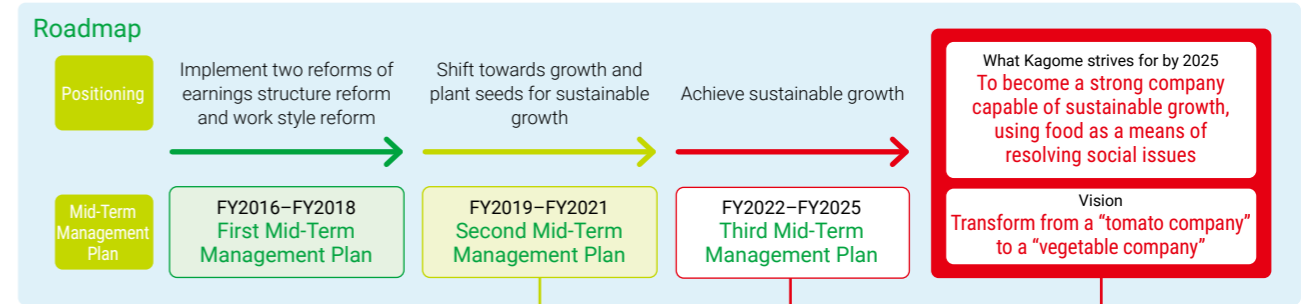 Roadmap
Positioning
Implement two reforms of
earnings structure reform
and work style reform
Shift towards growth and
plant seeds for sustainable
growth
Achieve sustainable growth
What Kagome strives for by 2025
To become a strong company
capable of sustainable growth,
using food as a means of
resolving social issues
Mid-Term
Management
Plan
FY2016–FY2018
First Mid-Term
Management Plan
FY2019–FY2021
Second Mid-Term
Management Plan
FY2022–FY2025
Third Mid-Term
Management Plan
Vision
Transform from a “tomato company”
to a “vegetable company”